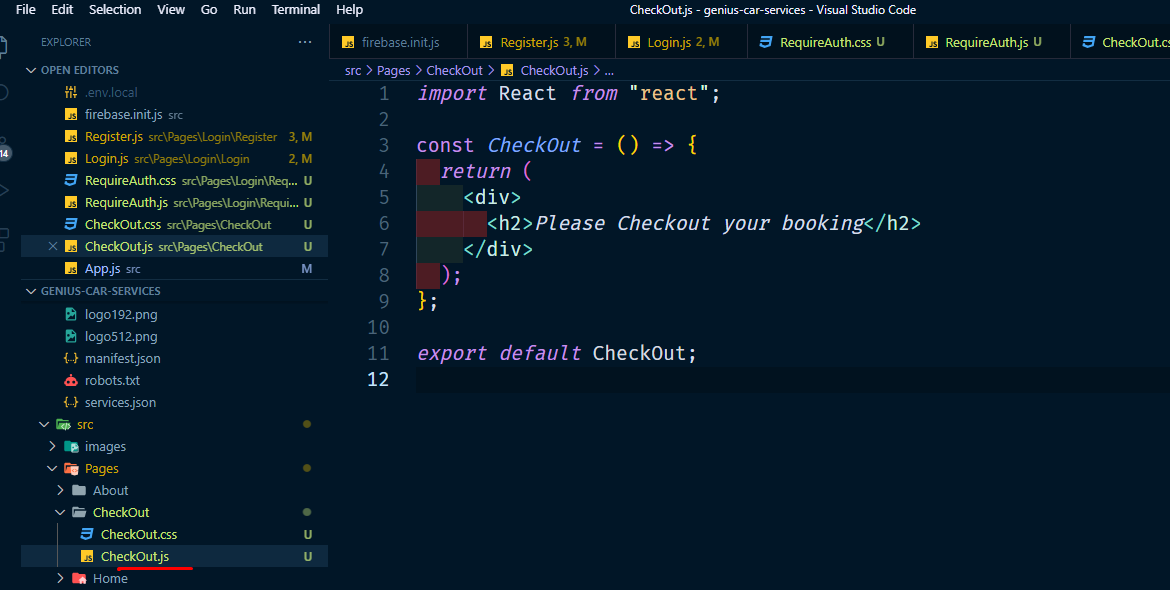 File Edit Selection View Go Run Terminal Help CheckOut.js - genius-car-services - Visual Studio Code
EXPLORER ...
OPEN EDITORS
.env.local
firebase.init.js src
Register.js src\Pages\Login\Register 3, M
Login.js src\Pages\Login\Login 2, M
RequireAuth.css src\Pages\Login\Req... U
RequireAuth.js src\Pages\Login\Requi... U
CheckOut.css src\Pages\CheckOut U
CheckOut.js src\Pages\CheckOut U
App.js src M
GENIUS-CAR-SERVICES
logo192.png
logo512.png
manifest.json
robots.txt
services.json
src
images
Pages
About
CheckOut
CheckOut.css U
CheckOut.js U
Home
14
firebase.init.js Register.js 3, M Login.js 2, M RequireAuth.css U RequireAuth.js U CheckOut.cs
src > Pages > CheckOut > CheckOut.js > ...
1 import React from "react";
2
3 const CheckOut = () => {
4 return (
5 <div>
6 <h2>Please Checkout your booking</h2>
7 </div>
8 );
9 };
10
11 export default CheckOut;
12